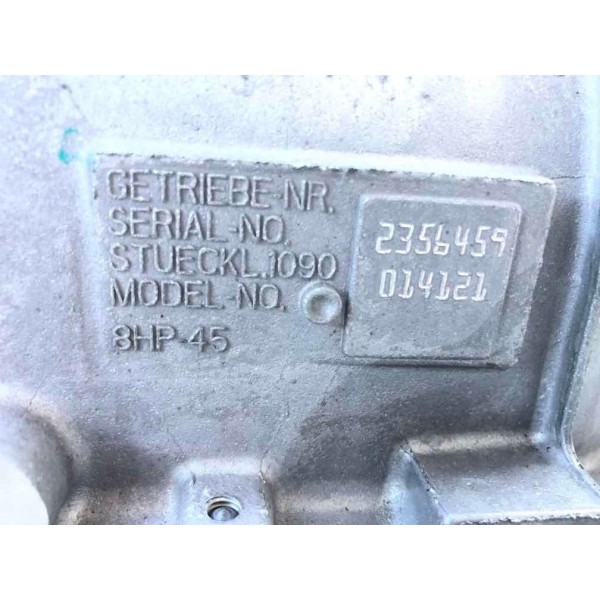 GETRIEBE-NR.
SERIAL-NO.
STUECKL.1090
MODEL-NO.
8HP-45
2356459
014121